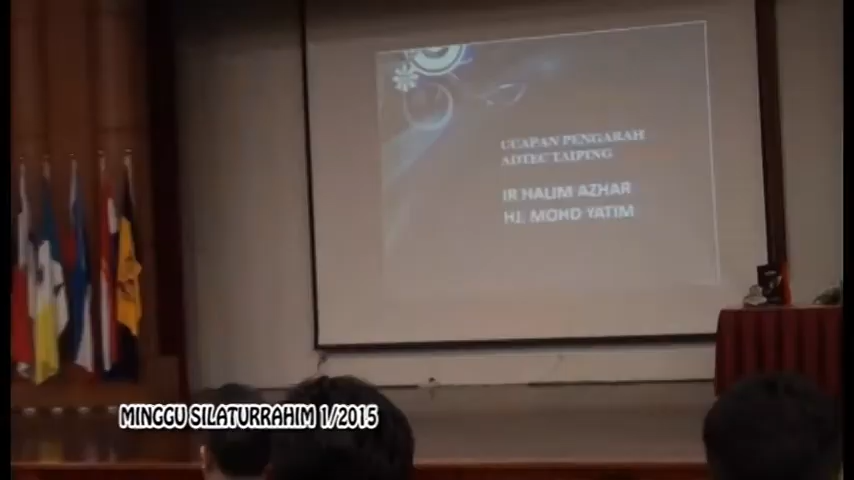 UCAPAN PENGARAH
ADTEC TAIPING
IR HALIM AZHAR
HJ. MOHD YATIM
MINGGU SILATURRAHIM 1/2015